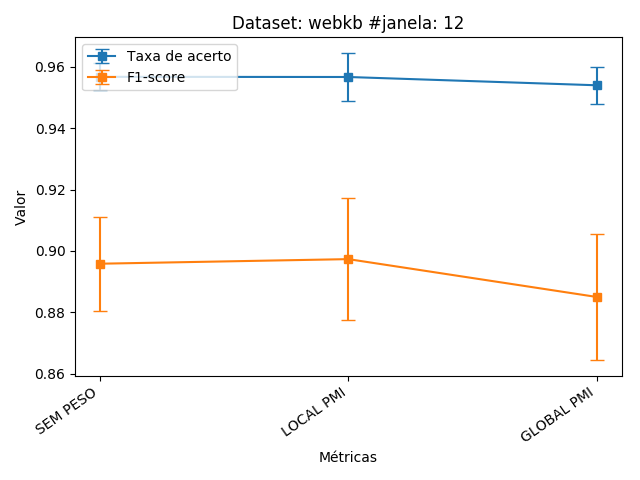 Dataset: webkb #janela: 12
Taxa de acerto
F1-score
Valor
0.96
0.94
0.92
0.90
0.88
0.86
SEM PESO
LOCAL PMI
GLOBAL PMI
Métricas